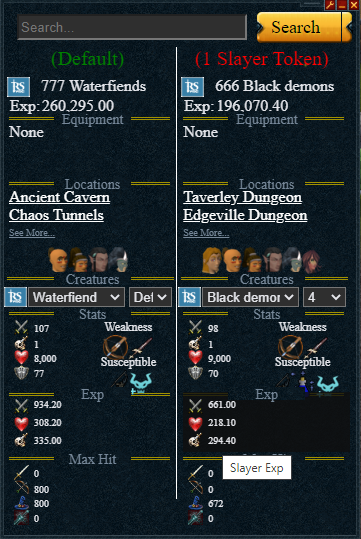 Search...
Search
(Default)
777 Waterfiends
Exp: 260,295.00
Equipment
None
Locations
Ancient Cavern
Chaos Tunnels
See More...
Creatures
Waterfiend
Def
Stats
107
1
8,000
77
Weakness
Susceptible
Exp
934.20
308.20
335.00
Max Hit
0
800
800
0
(1 Slayer Token)
666 Black demons
Exp: 196,070.40
Equipment
None
Locations
Taverley Dungeon
Edgeville Dungeon
See More...
Creatures
Black demon
4
Stats
98
1
9,000
70
Weakness
Susceptible
Exp
661.00
218.10
294.40
Slayer Exp
0
0
672
0